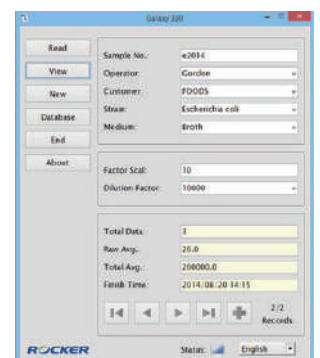 Galaxy 330
Read
View
New
Database
End
About
Sample No.: e2014
Operator: Gordon
Customer: FOODS
Strain: Escherichia coli
Medium: Broth
Factor Scal: 10
Dilution Factor: 10000
Total Data: 3
Raw Avg.: 26.0
Total Avg.: 260000.0
Finish Time: 2014/08/20 14:15
2/2
Records
ROCKER
Status:
English